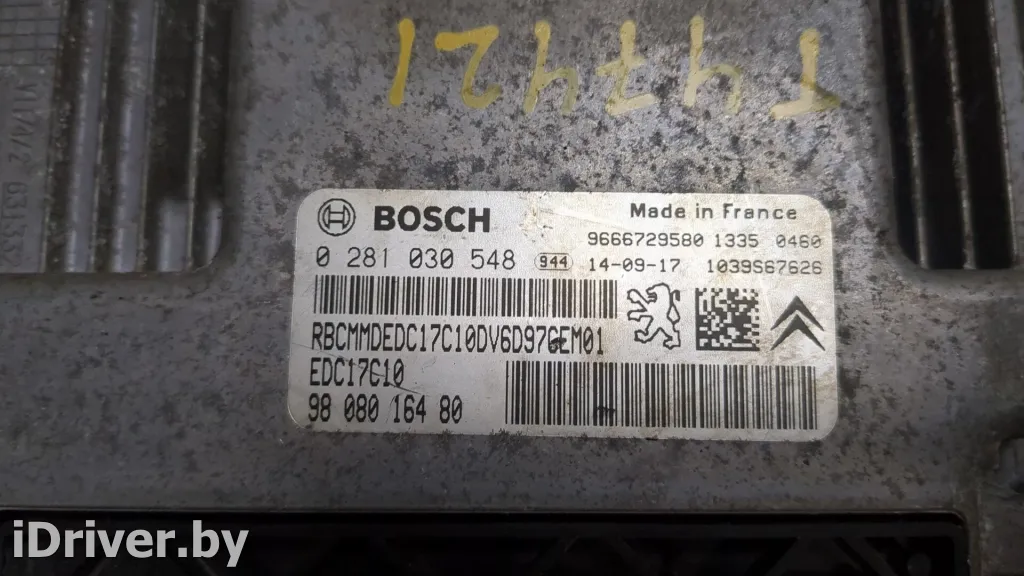 T47421
BOSCH
Made in France
9666729580 1335 0460
0 281 030 548 944 14-09-17 1039S67626
RBCMMDEDC17C10DV6D97GEM01
EDC17C10
98 080 164 80
iDriver.by